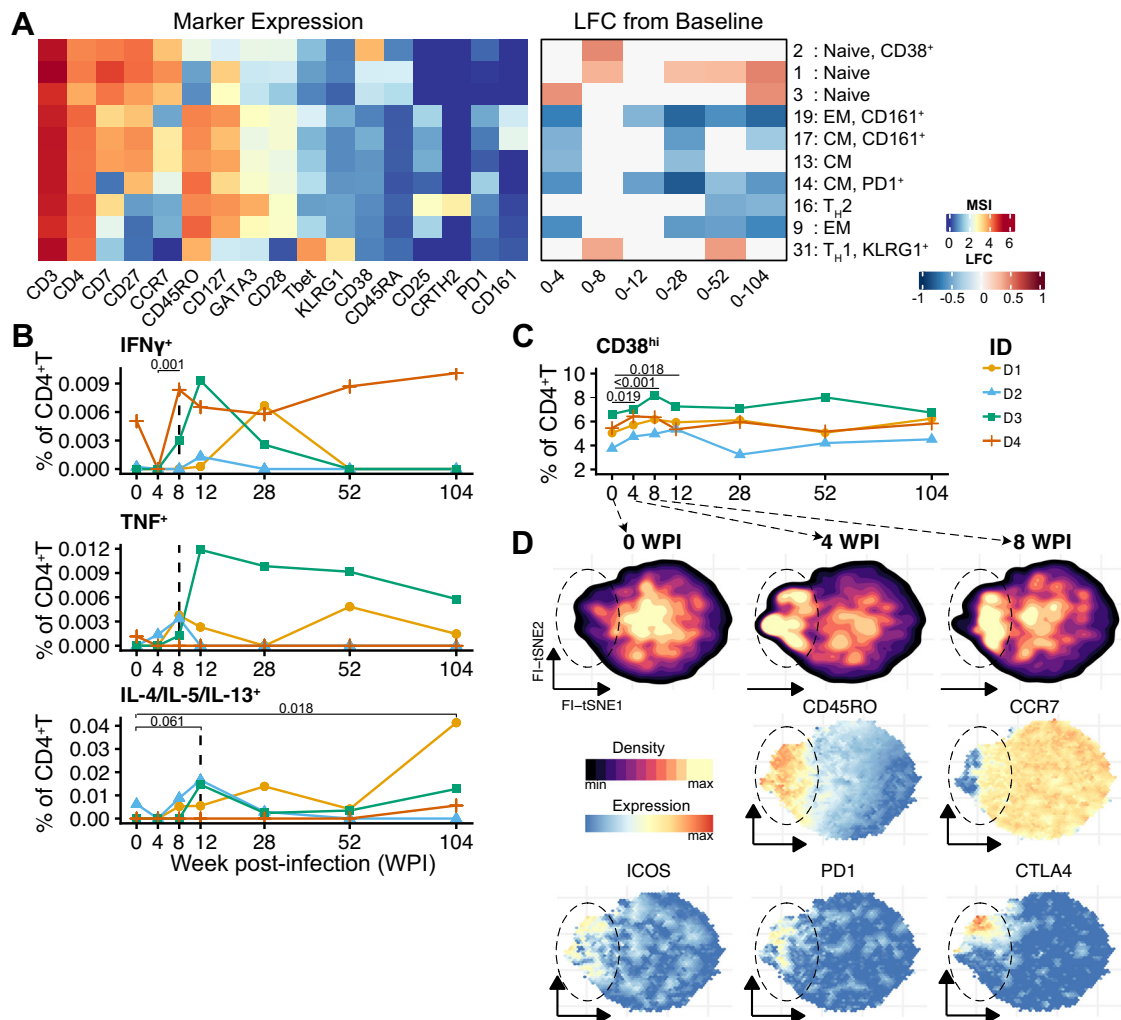 A
Marker Expression
LFC from Baseline
2 : Naive, CD38⁺
1 : Naive
3 : Naive
19: EM, CD161⁺
17: CM, CD161⁺
13: CM
14: CM, PD1⁺
16: T_H2
9 : EM
31: T_H1, KLRG1⁺
MSI
0 2 4 6
LFC
-1 -0.5 0 0.5 1
CD3 CD4 CD7 CD27 CCR7 CD45RO CD127 GATA3 CD28 Tbet KLRG1 CD38 CD45RA CD25 CRTH2 PD1 CD161
0-4 0-8 0-12 0-28 0-52 0-104
B
IFNγ⁺
0.001
% of CD4⁺T
0.009
0.006
0.003
0.000
0 4 8 12 28 52 104
TNF⁺
% of CD4⁺T
0.012
0.009
0.006
0.003
0.000
0 4 8 12 28 52 104
IL-4/IL-5/IL-13⁺
0.018
0.061
% of CD4⁺T
0.04
0.03
0.02
0.01
0.00
0 4 8 12 28 52 104
Week post-infection (WPI)
C
CD38ʰⁱ
0.018
<0.001
0.019
% of CD4⁺T
10
8
6
4
2
0 4 8 12 28 52 104
ID
D1
D2
D3
D4
D
0 WPI 4 WPI 8 WPI
FI-tSNE2
FI-tSNE1
Density
min max
Expression
max
CD45RO CCR7
ICOS PD1 CTLA4